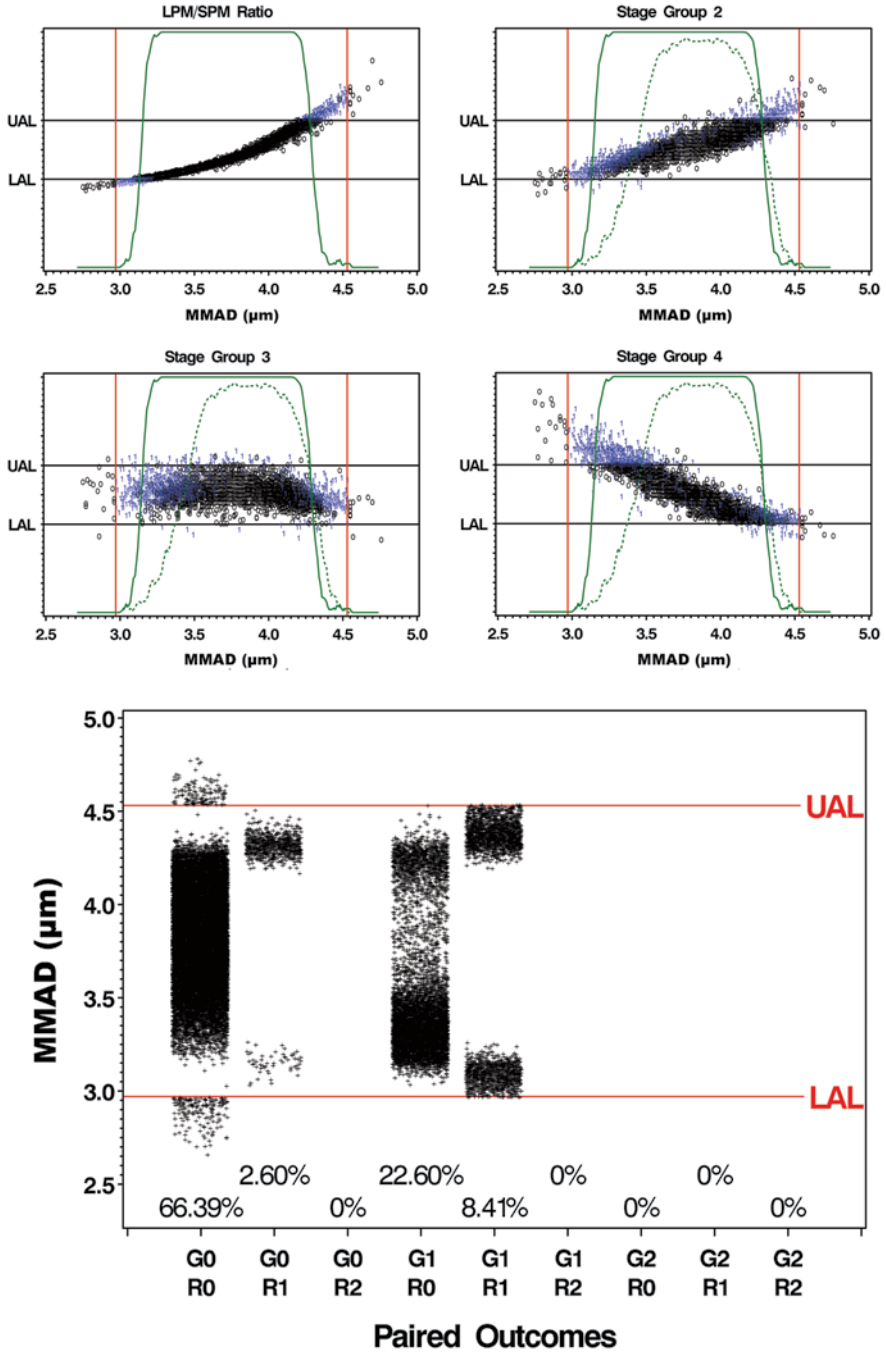 LPM/SPM Ratio
UAL
LAL
2.5 3.0 3.5 4.0 4.5 5.0
MMAD (µm)
Stage Group 2
UAL
LAL
2.5 3.0 3.5 4.0 4.5 5.0
MMAD (µm)
Stage Group 3
UAL
LAL
2.5 3.0 3.5 4.0 4.5 5.0
MMAD (µm)
Stage Group 4
UAL
LAL
2.5 3.0 3.5 4.0 4.5 5.0
MMAD (µm)
MMAD (µm)
5.0
4.5
4.0
3.5
3.0
2.5
UAL
LAL
2.60% 22.60% 0% 0%
66.39% 0% 8.41% 0% 0%
G0 G0 G0 G1 G1 G1 G2 G2 G2
R0 R1 R2 R0 R1 R2 R0 R1 R2
Paired Outcomes